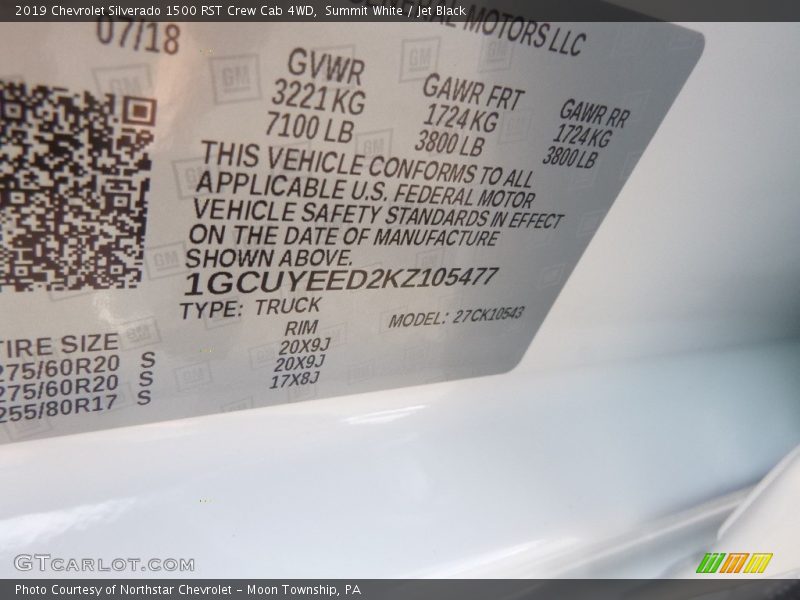 2019 Chevrolet Silverado 1500 RST Crew Cab 4WD, Summit White / Jet Black
GENERAL MOTORS LLC
07/18
GVWR
3221 KG
7100 LB
GAWR FRT
1724 KG
3800 LB
GAWR RR
1724KG
3800LB
THIS VEHICLE CONFORMS TO ALL
APPLICABLE U.S. FEDERAL MOTOR
VEHICLE SAFETY STANDARDS IN EFFECT
ON THE DATE OF MANUFACTURE
SHOWN ABOVE.
1GCUYEED2KZ105477
TYPE: TRUCK
MODEL: 27CK10543
TIRE SIZE RIM
275/60R20 S 20X9J
275/60R20 S 20X9J
255/80R17 S 17X8J
GTCARLOT.COM
Photo Courtesy of Northstar Chevrolet - Moon Township, PA